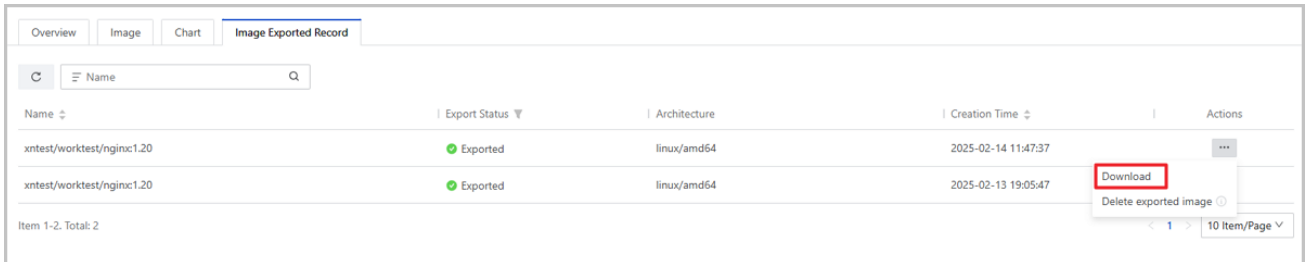 Overview Image Chart Image Exported Record
Name
Name Export Status Architecture Creation Time Actions
xntest/worktest/nginx:1.20 Exported linux/amd64 2025-02-14 11:47:37 ...
xntest/worktest/nginx:1.20 Exported linux/amd64 2025-02-13 19:05:47
Download
Delete exported image
Item 1-2. Total: 2 < 1 > 10 Item/Page